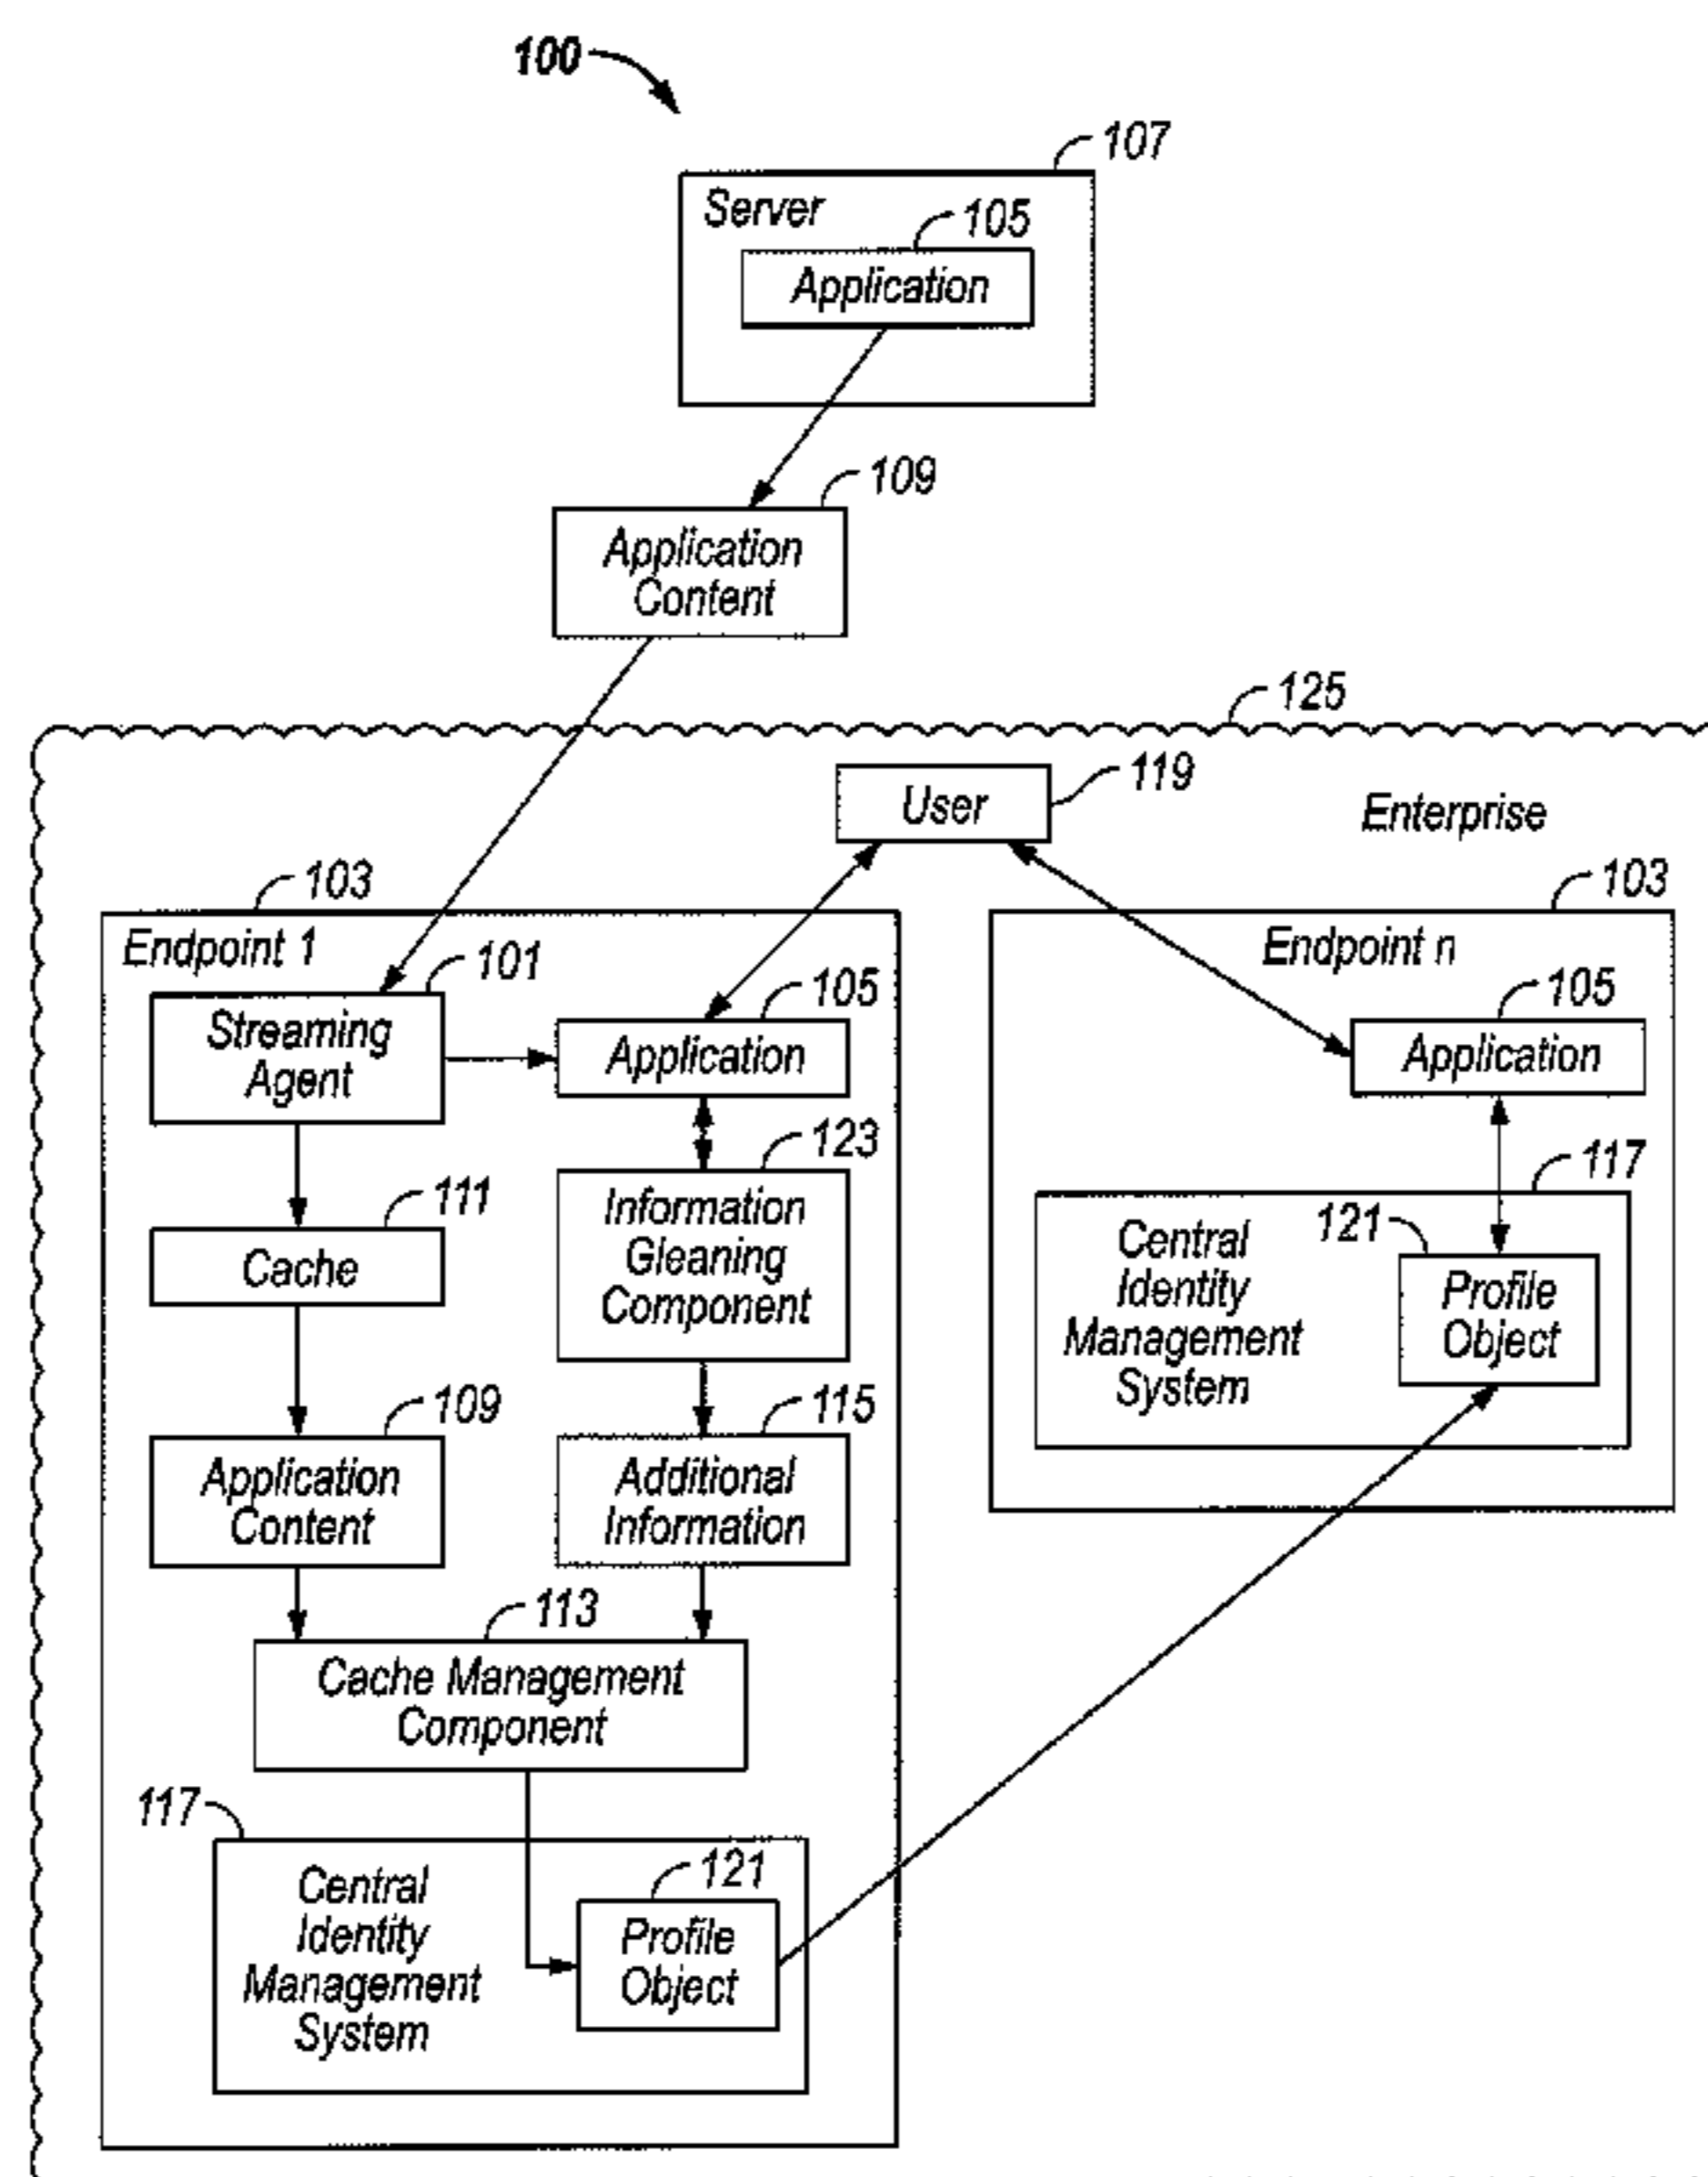 100
107
Server
105
Application
109
Application
Content
125
119
User
Enterprise
103
103
Endpoint 1
Endpoint n
101
105
105
Streaming
Agent
Application
Application
123
117
111
Information
Gleaning
Component
121
Central
Identity
Management
System
Profile
Object
Cache
109
115
Application
Content
Additional
Information
113
Cache Management
Component
117
121
Central
Identity
Management
System
Profile
Object